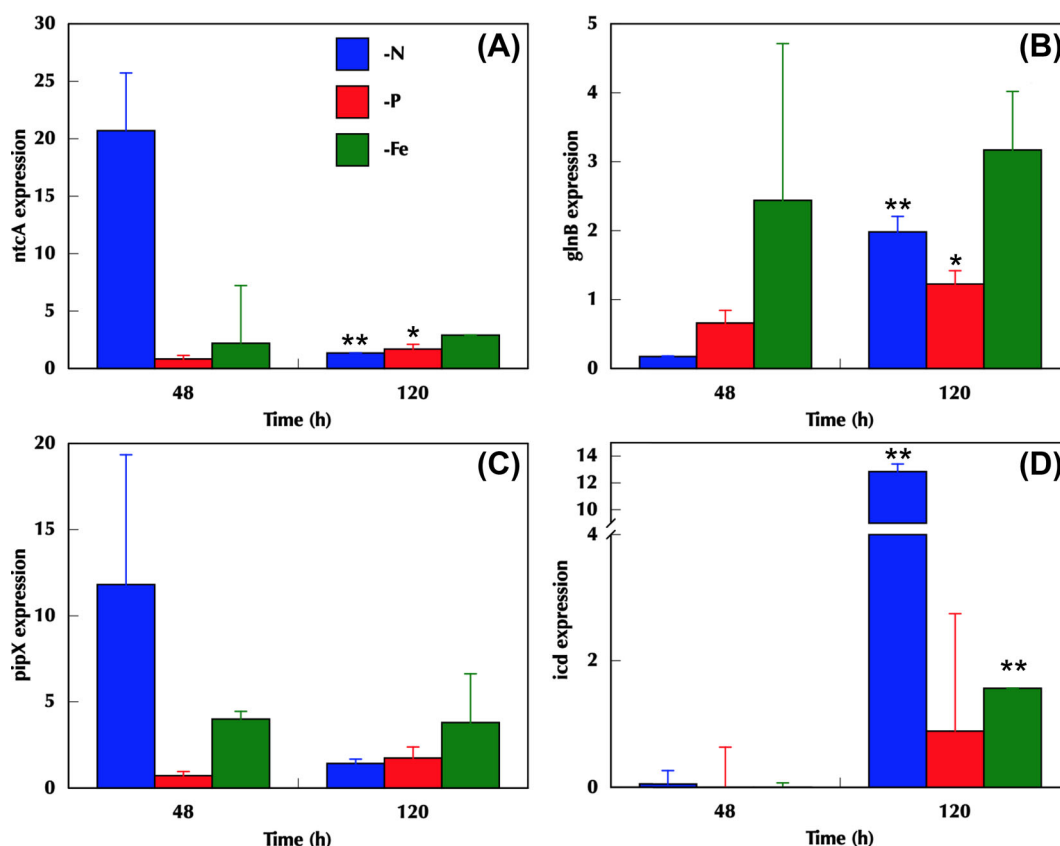 (A)
ntcA expression
30
25
20
15
10
5
0
-N
-P
-Fe
** *
48 120
Time (h)
(B)
glnB expression
5
4
3
2
1
0
** *
48 120
Time (h)
(C)
pipX expression
20
15
10
5
0
48 120
Time (h)
(D)
icd expression
14
13
12
11
10
4
2
0
** **
48 120
Time (h)